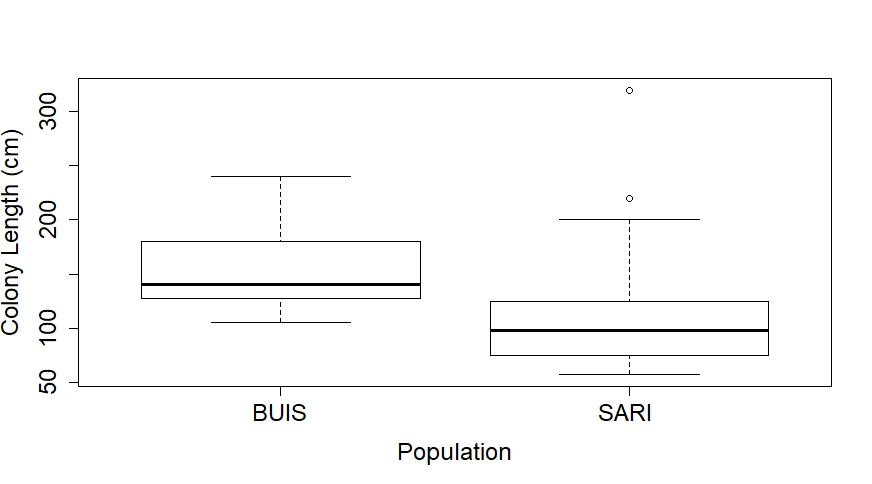 Colony Length (cm)
300
200
100
50
BUIS SARI
Population